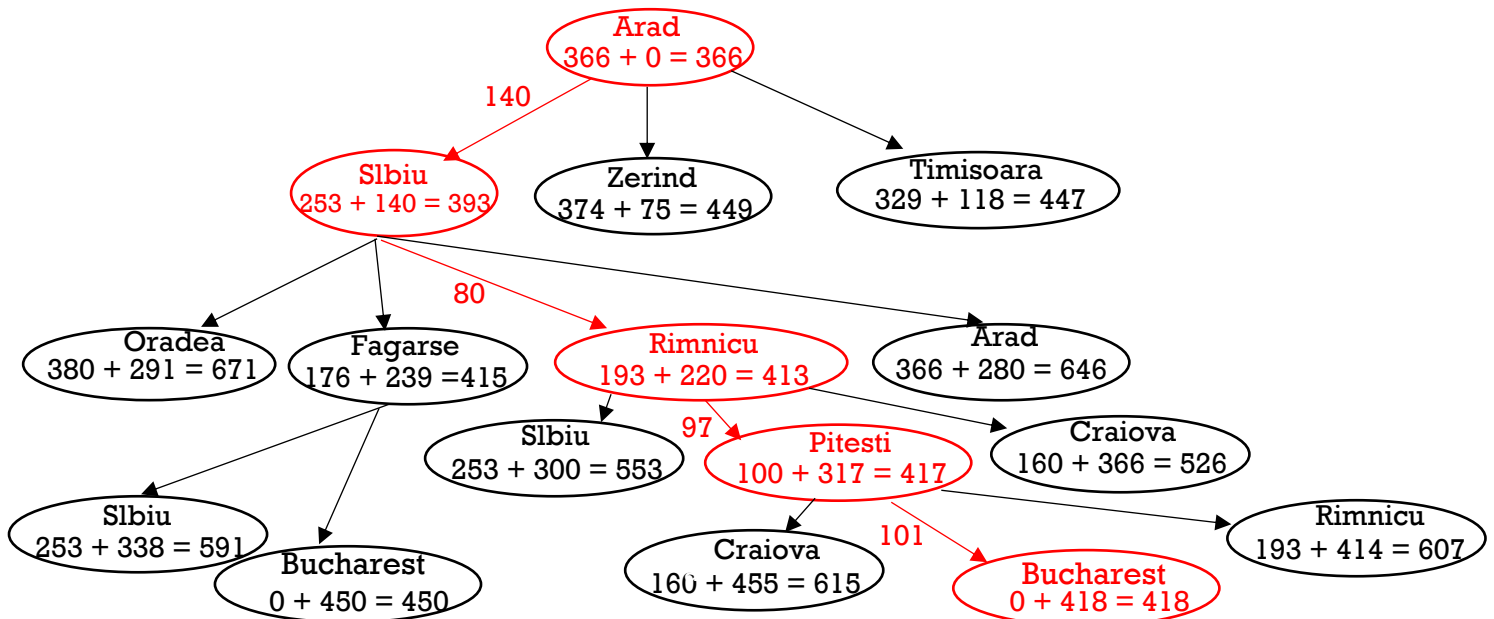 Arad
366 + 0 = 366
140
Slbiu
253 + 140 = 393
Zerind
374 + 75 = 449
Timisoara
329 + 118 = 447
80
Oradea
380 + 291 = 671
Fagarse
176 + 239 =415
Rimnicu
193 + 220 = 413
Arad
366 + 280 = 646
Slbiu
253 + 300 = 553
97
Pitesti
100 + 317 = 417
Craiova
160 + 366 = 526
Slbiu
253 + 338 = 591
Bucharest
0 + 450 = 450
Craiova
160 + 455 = 615
101
Bucharest
0 + 418 = 418
Rimnicu
193 + 414 = 607